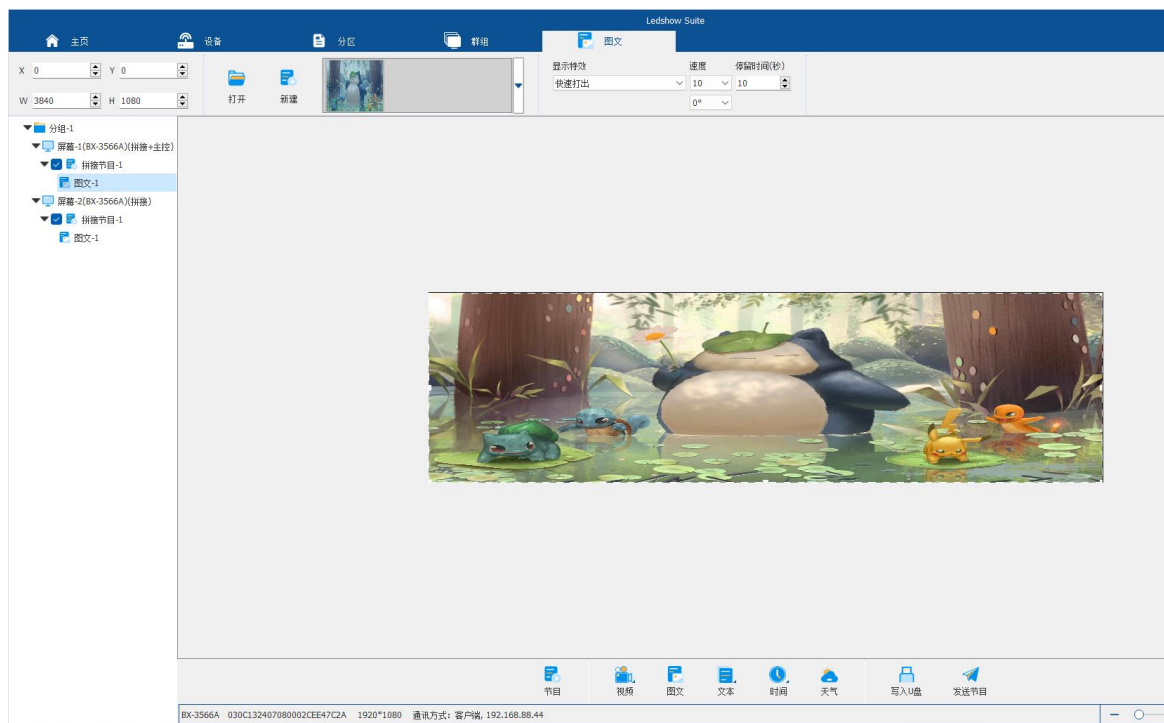 Ledshow Suite
主页 设备 分区 群组 图文
X 0 Y 0
W 3840 H 1080
打开 新建
显示特效 速度 停留时间(秒)
快速打出 10 10
0°
分组-1
屏幕-1(BX-3566A)(拼接+主控)
拼接节目-1
图文-1
屏幕-2(BX-3566A)(拼接)
拼接节目-1
图文-1
节目 视频 图文 文本 时间 天气 写入U盘 发送节目
BX-3566A 030C132407080002CEE47C2A 1920*1080 通讯方式: 客户端, 192.168.88.44